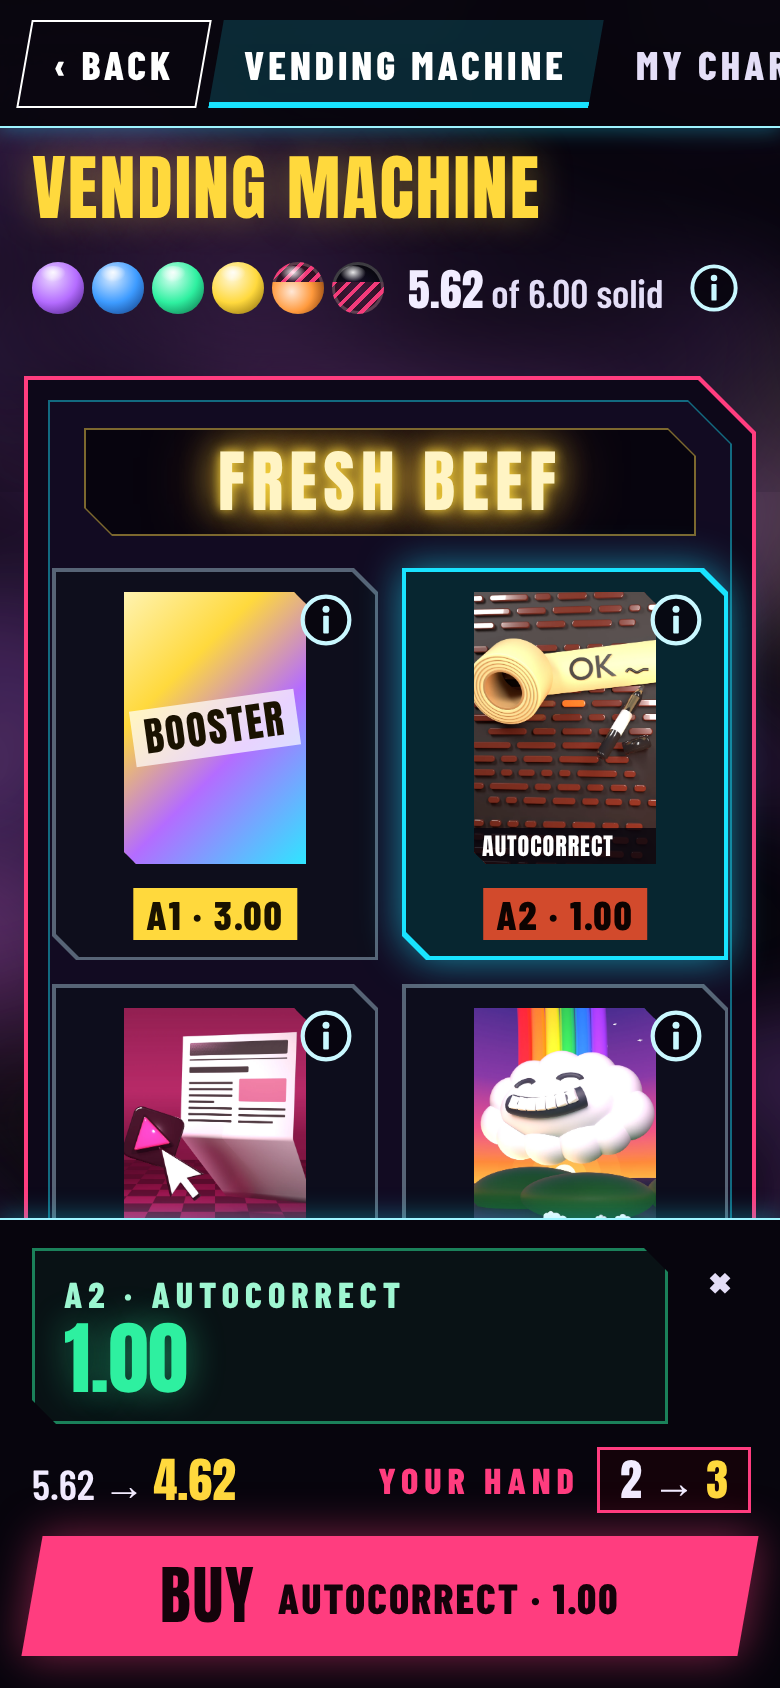 ‹ BACK
VENDING MACHINE
MY CHAR
VENDING MACHINE
5.62 of 6.00 solid
i
FRESH BEEF
i
BOOSTER
A1 · 3.00
i
OK ~
AUTOCORRECT
A2 · 1.00
i
i
A2 · AUTOCORRECT
1.00
✖
5.62 → 4.62
YOUR HAND 2 → 3
BUY AUTOCORRECT · 1.00